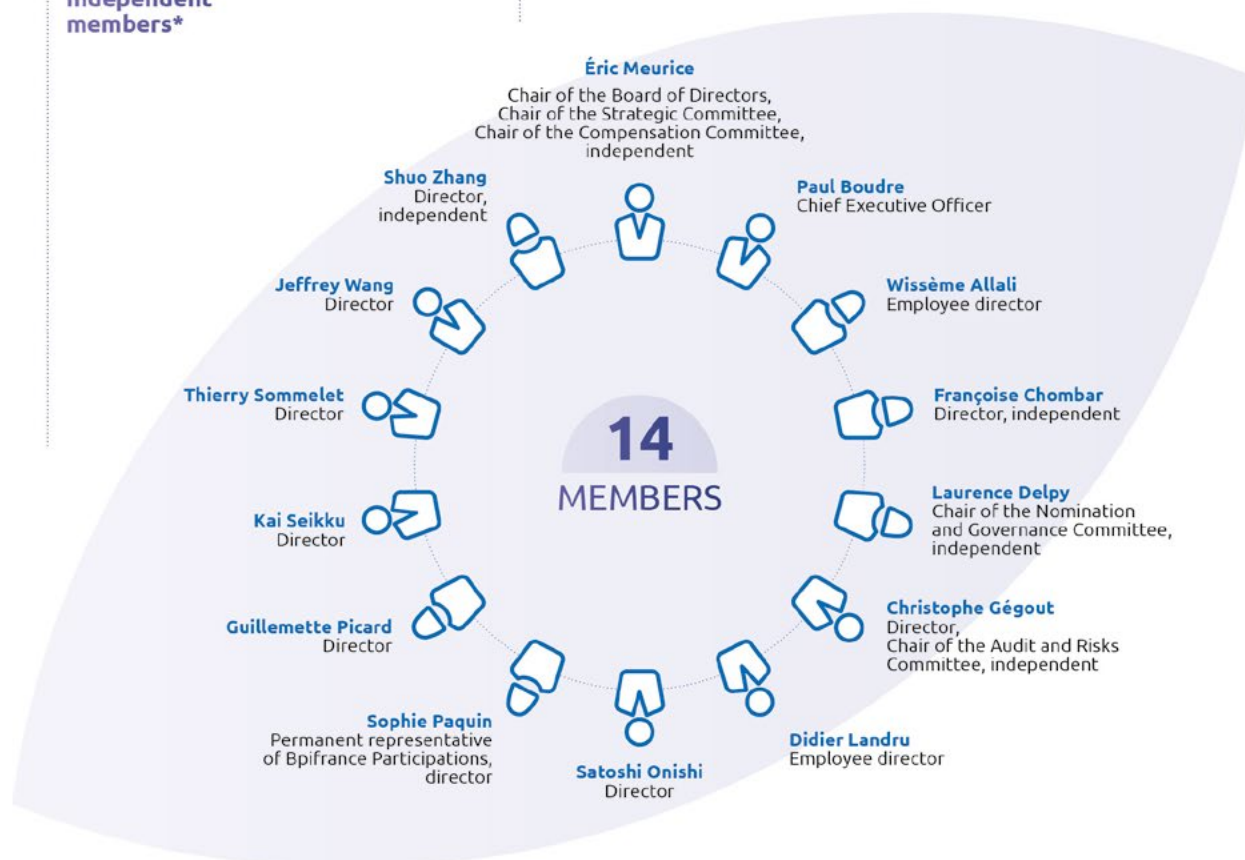 independent
members*
Éric Meurice
Chair of the Board of Directors,
Chair of the Strategic Committee,
Chair of the Compensation Committee,
independent
Shuo Zhang
Director,
independent
Paul Boudre
Chief Executive Officer
Jeffrey Wang
Director
Wissème Allali
Employee director
Thierry Sommelet
Director
Françoise Chombar
Director, independent
14
MEMBERS
Kai Seikku
Director
Laurence Delpy
Chair of the Nomination
and Governance Committee,
independent
Guillemette Picard
Director
Christophe Gégout
Director,
Chair of the Audit and Risks
Committee, independent
Sophie Paquin
Permanent representative
of Bpifrance Participations,
director
Satoshi Onishi
Director
Didier Landru
Employee director